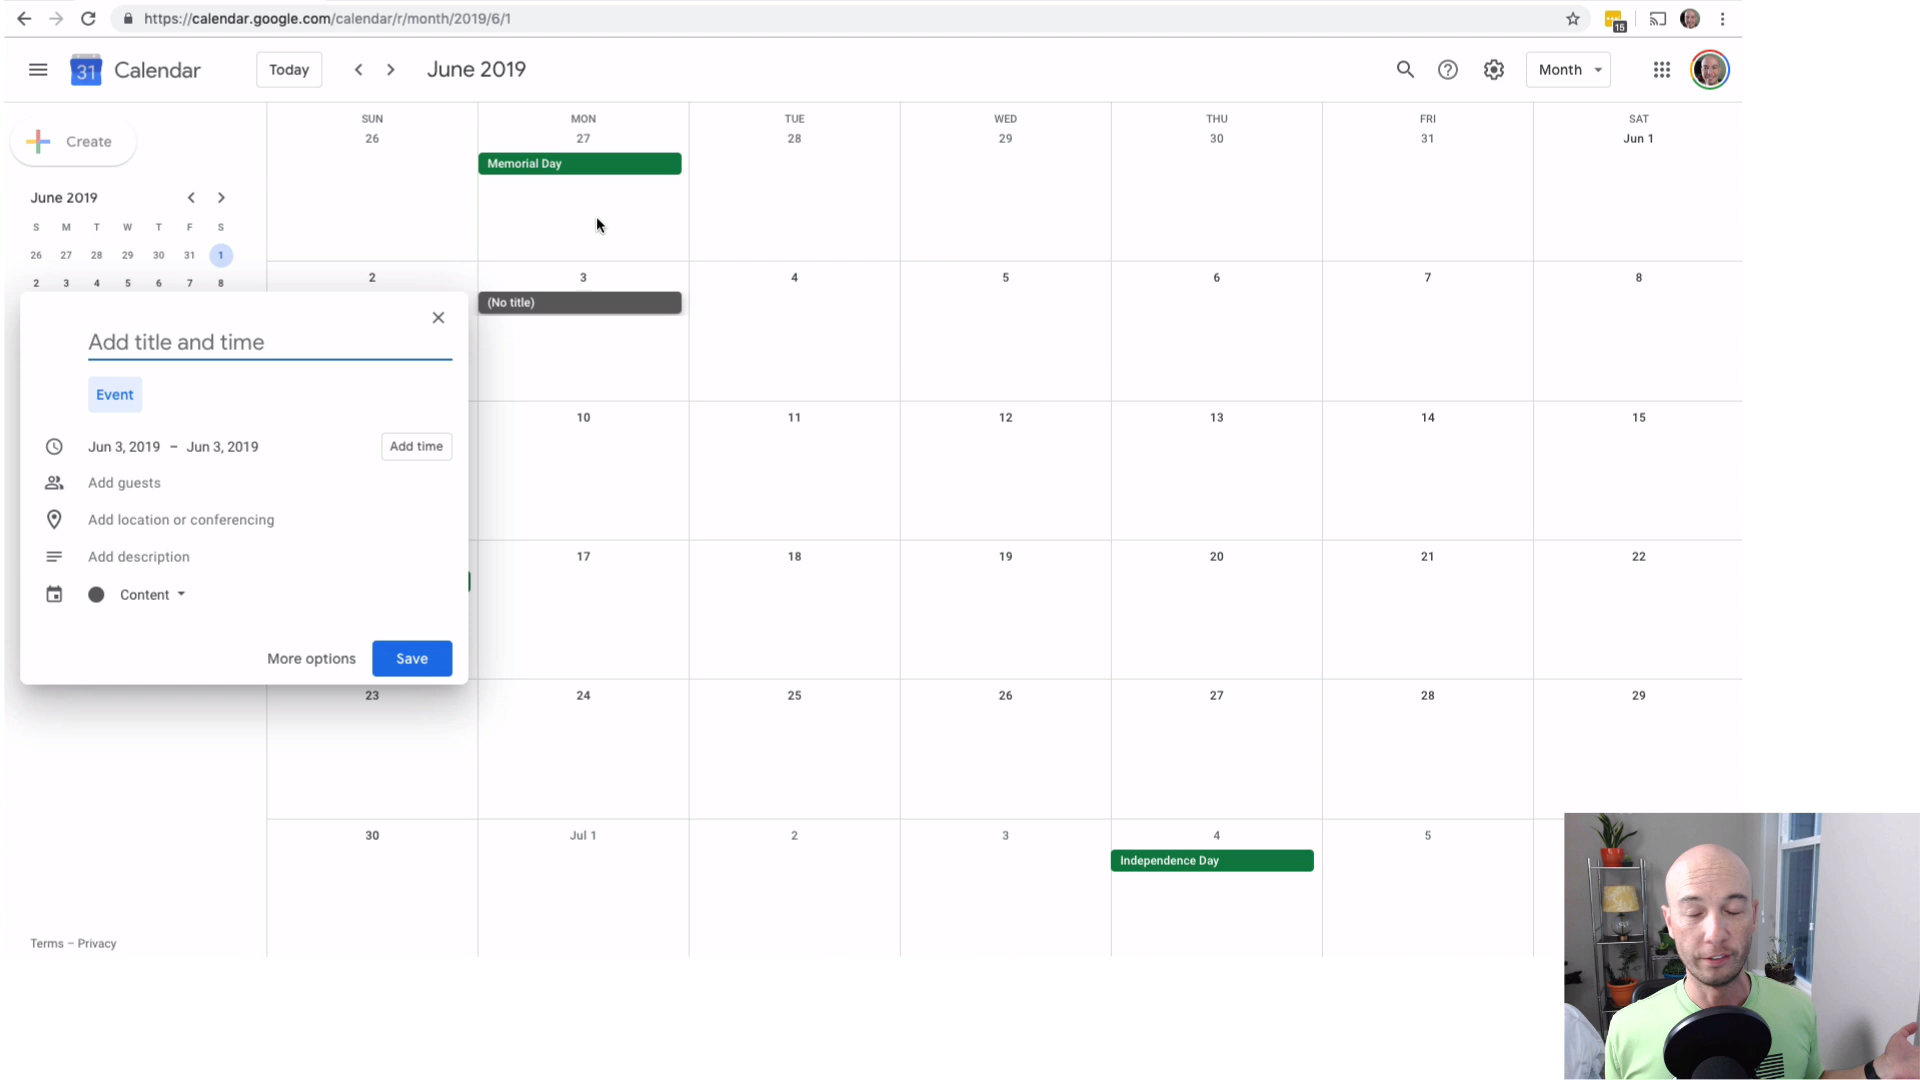 https://calendar.google.com/calendar/r/month/2019/6/1
15
31 Calendar Today June 2019 Month
Create
June 2019
S M T W T F S
26 27 28 29 30 31 1
2 3 4 5 6 7 8
SUN MON TUE WED THU FRI SAT
26 27 28 29 30 31 Jun 1
Memorial Day
2 3 4 5 6 7 8
(No title)
Add title and time
Event
Jun 3, 2019 – Jun 3, 2019 Add time
Add guests
Add location or conferencing
Add description
Content
More options Save
10 11 12 13 14 15
17 18 19 20 21 22
23 24 25 26 27 28 29
30 Jul 1 2 3 4 5
Independence Day
Terms – Privacy